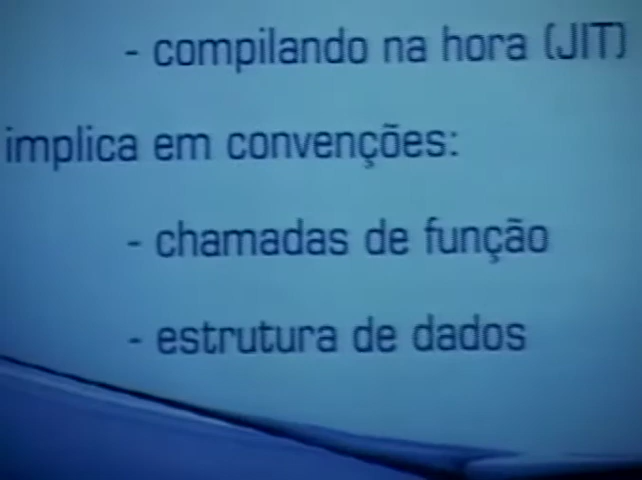 - compilando na hora (JIT)
implica em convenções:
- chamadas de função
- estrutura de dados